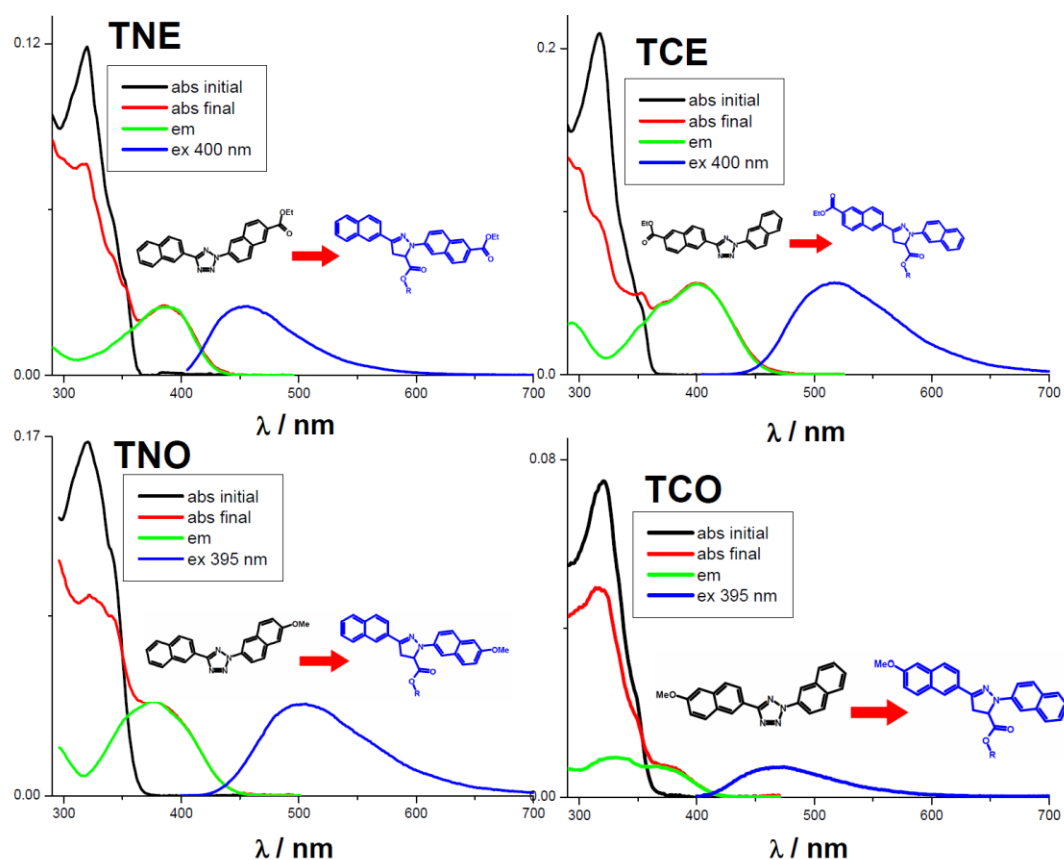 TNE
0.12
abs initial
abs final
em
ex 400 nm
OEt
O
N
N
N=N
N
N
OEt
O
O
O
R
0.00
300
400
500
600
700
λ / nm
TCE
0.2
abs initial
abs final
em
ex 400 nm
O
EtO
N
N
N=N
O
EtO
N
N
O
O
R
0.0
300
400
500
600
700
λ / nm
TNO
0.17
abs initial
abs final
em
ex 395 nm
OMe
N
N
N=N
N
N
OMe
O
O
R
0.00
300
400
500
600
700
λ / nm
TCO
0.08
abs initial
abs final
em
ex 395 nm
MeO
N
N
N=N
MeO
N
N
O
O
R
0.00
300
400
500
600
700
λ / nm